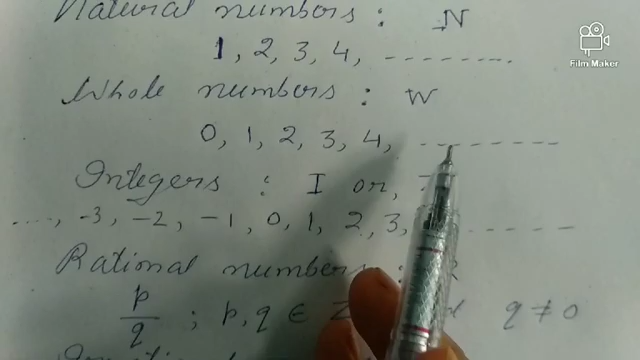 Natural numbers : N
1, 2, 3, 4, --------
Film Maker
Whole numbers : W
0, 1, 2, 3, 4, --------
Integers : I or,
...., -3, -2, -1, 0, 1, 2, 3, ------
Rational numbers :
p/q ; p, q ∈ Z q ≠ 0